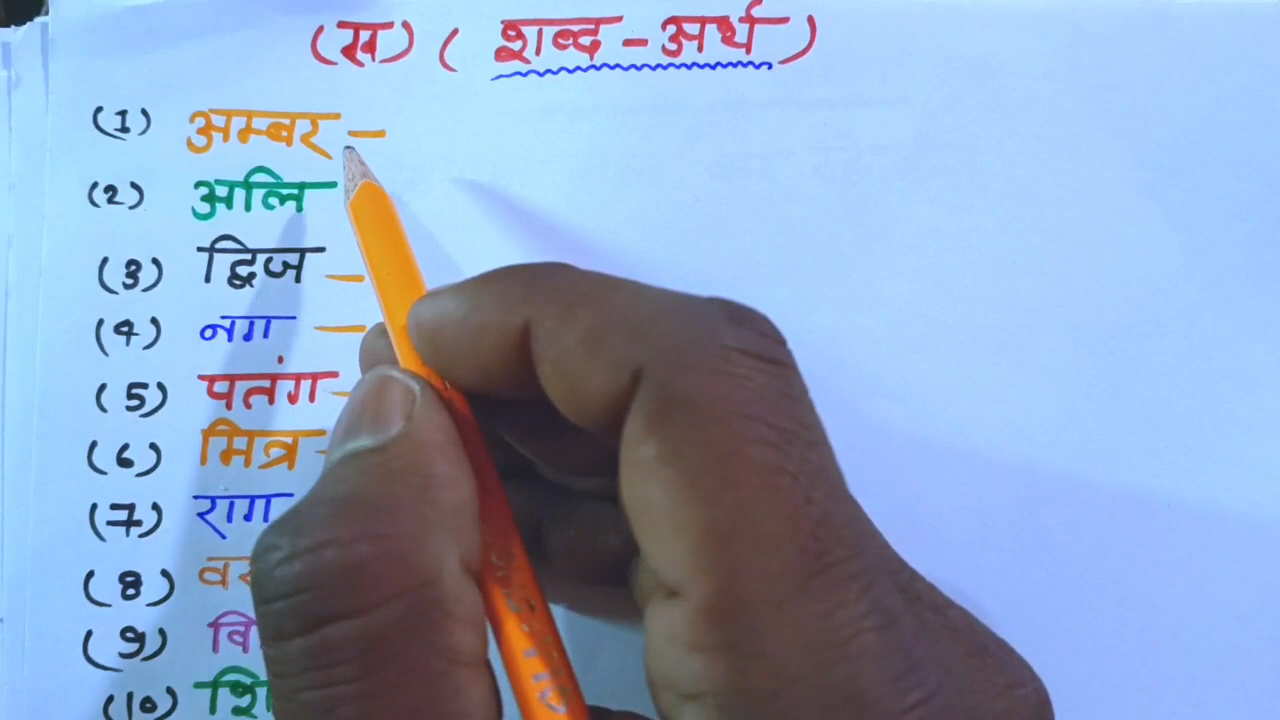 (स) (शब्द-अर्थ)
(1) अम्बर -
(2) अलि
(3) द्विज -
(4) नग -
(5) पतंग -
(6) मित्र -
(7) राग
(8)
(9)
(10)